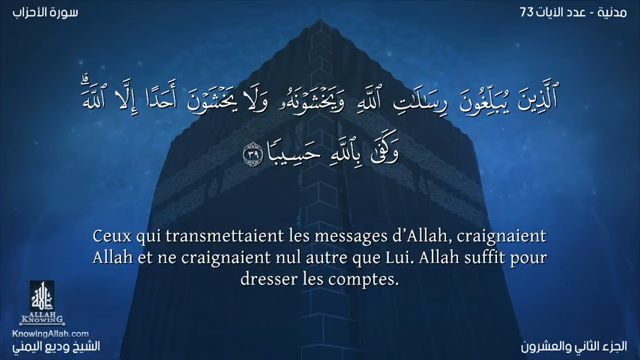 مدنية - عدد الآيات 73
سورة الأحزاب
ٱلَّذِينَ يُبَلِّغُونَ رِسَٰلَٰتِ ٱللَّهِ وَيَخْشَوْنَهُۥ وَلَا يَخْشَوْنَ أَحَدًا إِلَّا ٱللَّهَ ۗ
وَكَفَىٰ بِٱللَّهِ حَسِيبًا ٣٩
Ceux qui transmettaient les messages d’Allah, craignaient
Allah et ne craignaient nul autre que Lui. Allah suffit pour
dresser les comptes.
ALLAH
KNOWING
KnowingAllah.com
الجزء الثاني والعشرون
الشيخ وديع اليمني